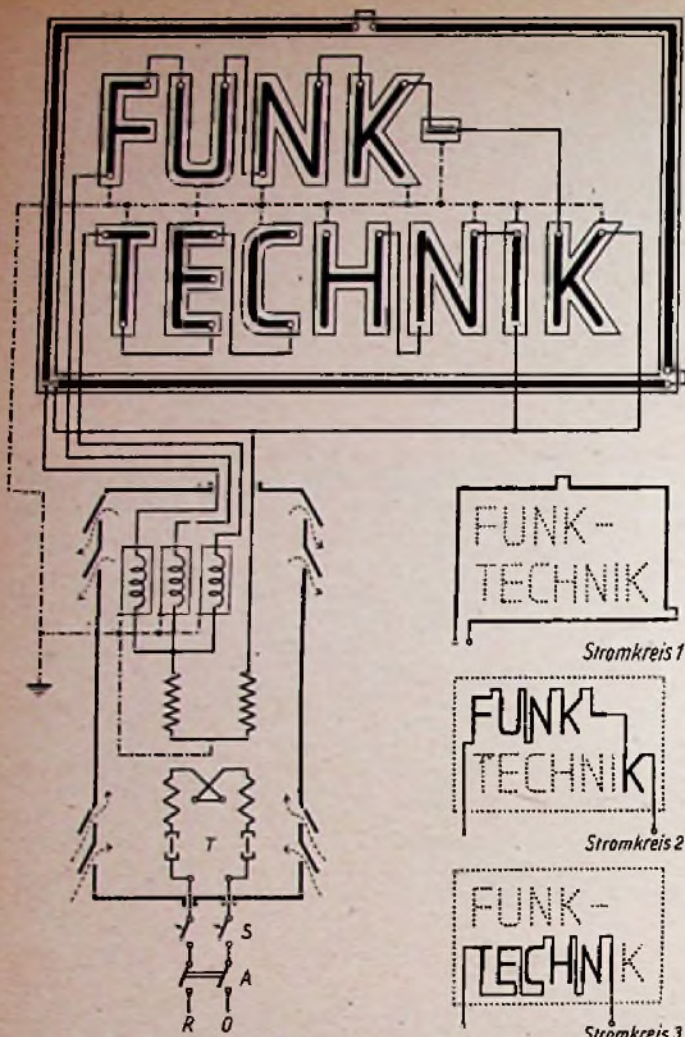 FUNK-
TECHNIK
FUNK-
TECHNIK
Stromkreis 1
FUNK-
TECHNIK
Stromkreis 2
FUNK-
TECHNIK
Stromkreis 3
T
S
A
R O